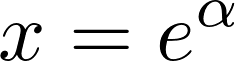 x = e^α